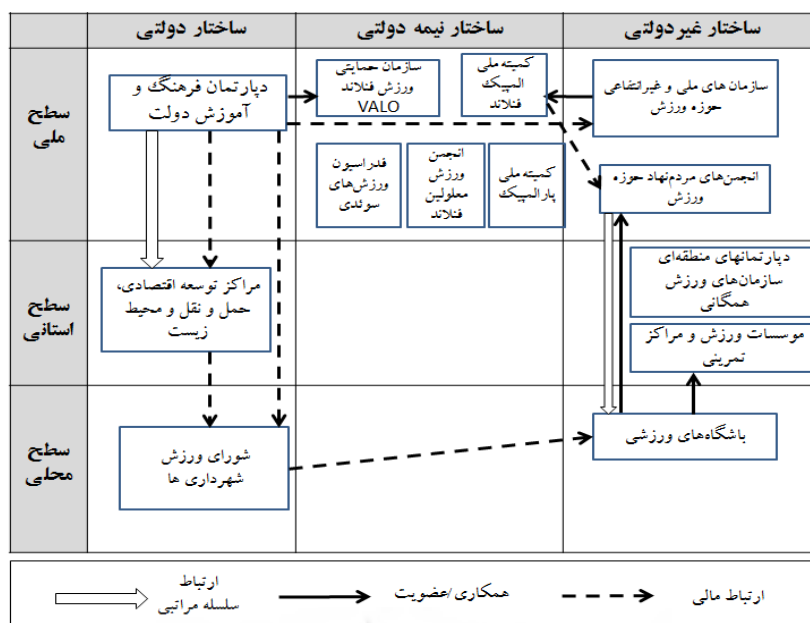 ساختار غیردولتی
ساختار نیمه دولتی
ساختار دولتی
سطح
ملی
سازمان های ملی و غیرانتفاعی
حوزه ورزش
کمیته ملی
المپیک
فنلاند
سازمان حمایتی
ورزش فنلاند
VALO
دپارتمان فرهنگ و
آموزش دولت
انجمن‌های مردم‌نهاد حوزه
ورزش
کمیته ملی
پارالمپیک
انجمن
ورزش
معلولین
فنلاند
فدراسیون
ورزش‌های
سوئدی
سطح
استانی
دپارتمانهای منطقه‌ای
سازمان‌های ورزش
همگانی
موسسات ورزش و مراکز
تمرینی
مراکز توسعه اقتصادی،
حمل و نقل و محیط
زیست
سطح
محلی
باشگاه‌های ورزشی
شورای ورزش
شهرداری ها
ارتباط مالی
همکاری/عضویت
ارتباط
سلسله مراتبی